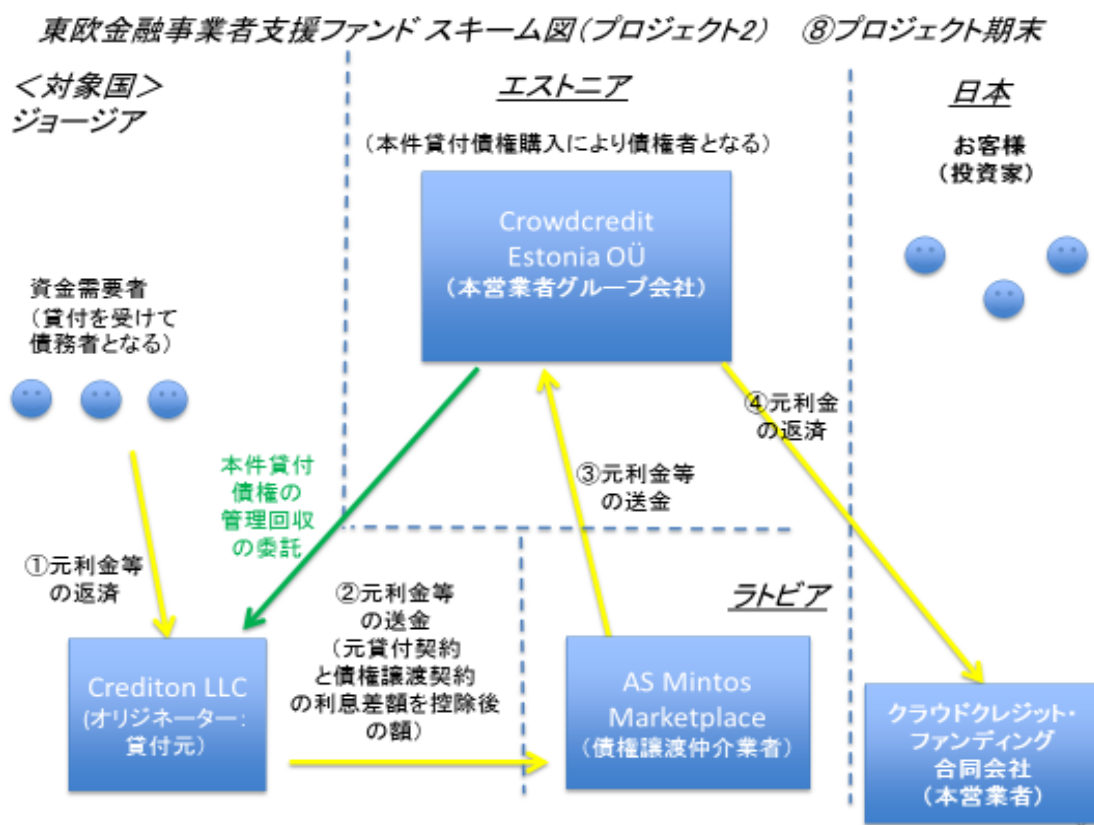 東欧金融事業者支援ファンド スキーム図(プロジェクト2) ⑧プロジェクト期末
<対象国>
ジョージア
エストニア
日本
(本件貸付債権購入により債権者となる)
お客様
(投資家)
Crowdcredit
Estonia OÜ
(本営業者グループ会社)
資金需要者
(貸付を受けて
債務者となる)
④元利金
の返済
本件貸付
債権の
管理回収
の委託
③元利金等
の送金
①元利金等
の返済
②元利金等
の送金
(元貸付契約
と債権譲渡契約
の利息差額を控除後
の額)
ラトビア
Crediton LLC
(オリジネーター:
貸付元)
AS Mintos
Marketplace
(債権譲渡仲介業者)
クラウドクレジット・
ファンディング
合同会社
(本営業者)